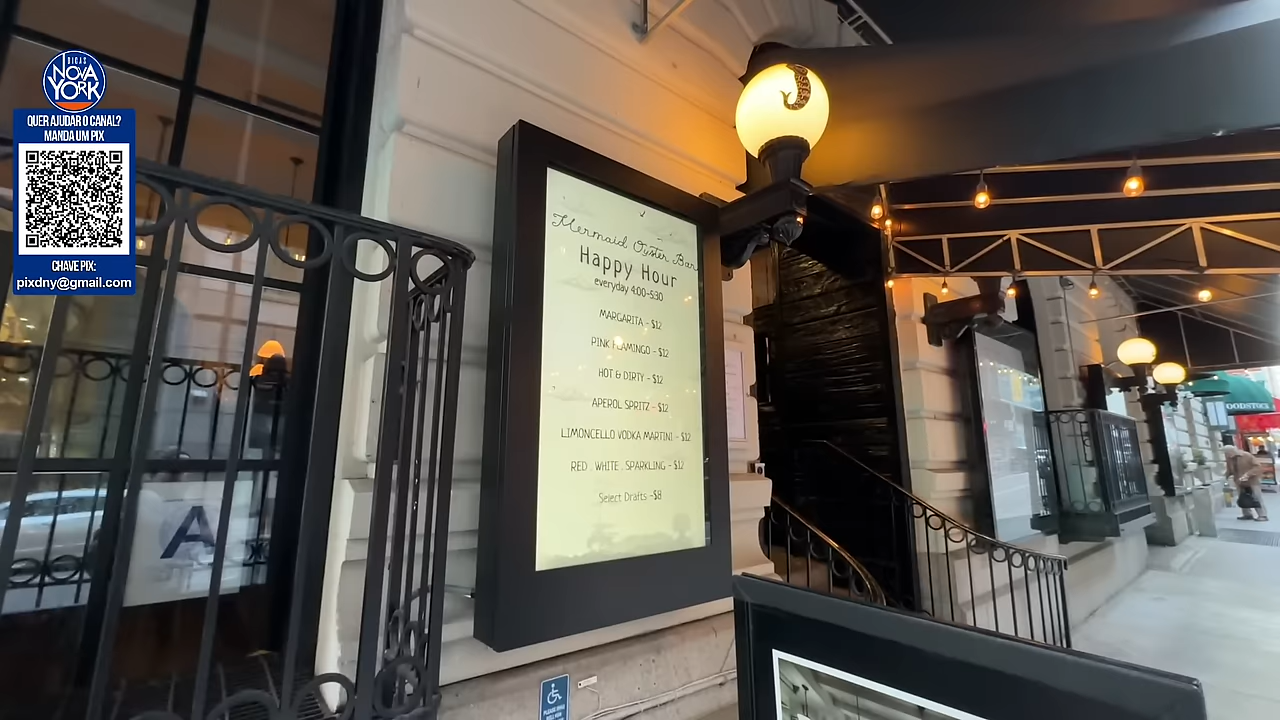 DICAS
NOVA
YORK
QUER AJUDAR O CANAL?
MANDA UM PIX
CHAVE PIX:
pixdny@gmail.com
Mermaid Oyster Bar
Happy Hour
everyday 4:00-5:30
MARGARITA - $12
PINK FLAMINGO - $12
HOT & DIRTY - $12
APEROL SPRITZ - $12
LIMONCELLO VODKA MARTINI - $12
RED . WHITE . SPARKLING - $12
Select Drafts -$8
A
OODSTOCK